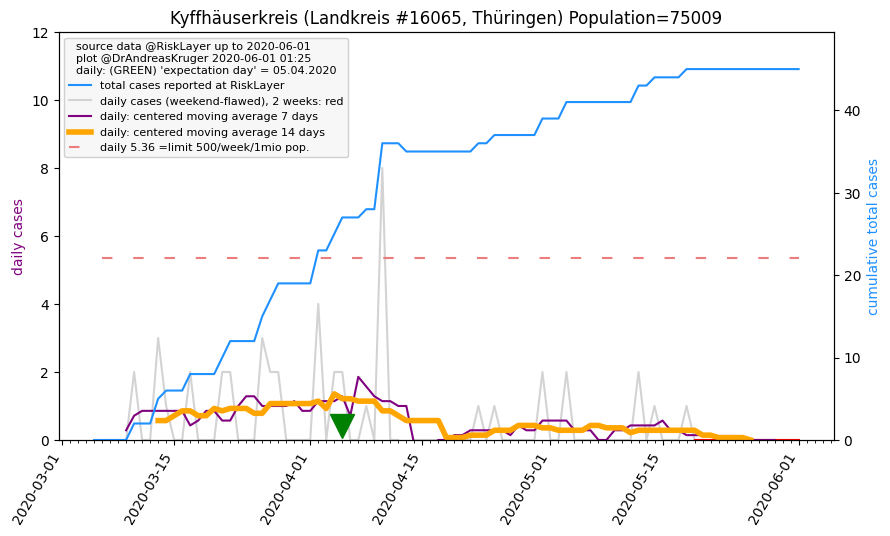 Kyffhäuserkreis (Landkreis #16065, Thüringen) Population=75009
source data @RiskLayer up to 2020-06-01
plot @DrAndreasKruger 2020-06-01 01:25
daily: (GREEN) 'expectation day' = 05.04.2020
total cases reported at RiskLayer
daily cases (weekend-flawed), 2 weeks: red
daily: centered moving average 7 days
daily: centered moving average 14 days
daily 5.36 =limit 500/week/1mio pop.
daily cases
12
10
8
6
4
2
0
cumulative total cases
40
30
20
10
0
2020-03-01
2020-03-15
2020-04-01
2020-04-15
2020-05-01
2020-05-15
2020-06-01